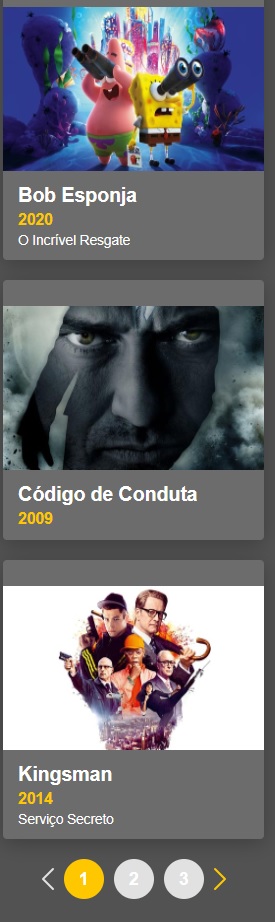 Bob Esponja
2020
O Incrível Resgate
Código de Conduta
2009
Kingsman
2014
Serviço Secreto
1 2 3